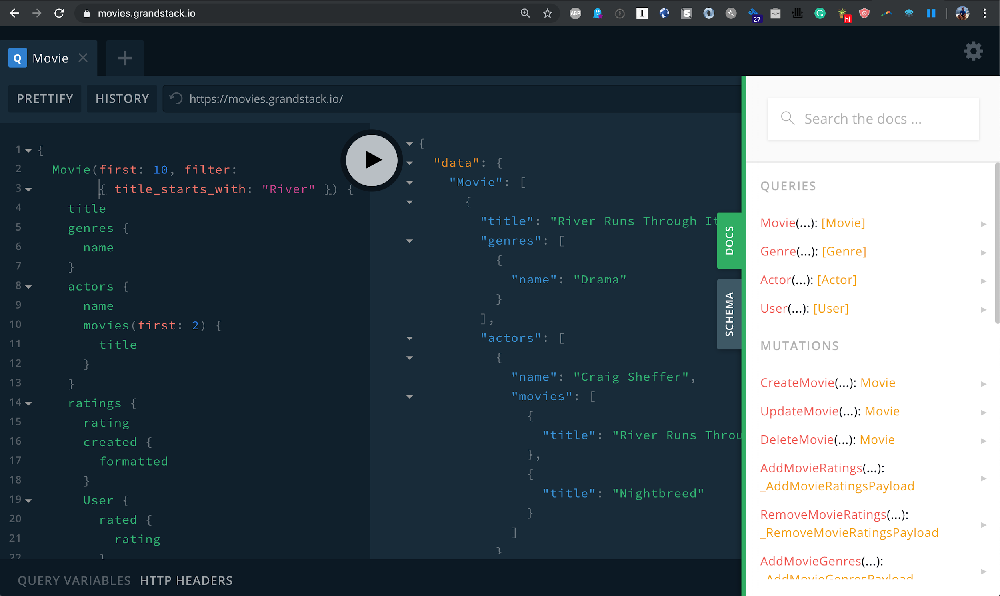 movies.grandstack.io
ABP
I
S
27
G
hi
Q Movie
PRETTIFY HISTORY https://movies.grandstack.io/
1 {
2 Movie(first: 10, filter:
3 { title_starts_with: "River" }) {
4 title
5 genres {
6 name
7 }
8 actors {
9 name
10 movies(first: 2) {
11 title
12 }
13 }
14 ratings {
15 rating
16 created {
17 formatted
18 }
19 User {
20 rated {
21 rating
22 }
{
"data": {
"Movie": [
{
"title": "River Runs Through It
"genres": [
{
"name": "Drama"
}
],
"actors": [
{
"name": "Craig Sheffer",
"movies": [
{
"title": "River Runs Throu
},
{
"title": "Nightbreed"
}
]
}
DOCS
SCHEMA
Search the docs ...
QUERIES
Movie(...): [Movie]
Genre(...): [Genre]
Actor(...): [Actor]
User(...): [User]
MUTATIONS
CreateMovie(...): Movie
UpdateMovie(...): Movie
DeleteMovie(...): Movie
AddMovieRatings(...):
_AddMovieRatingsPayload
RemoveMovieRatings(...):
_RemoveMovieRatingsPayload
AddMovieGenres(...):
_AddMovieGenresPayload
QUERY VARIABLES HTTP HEADERS